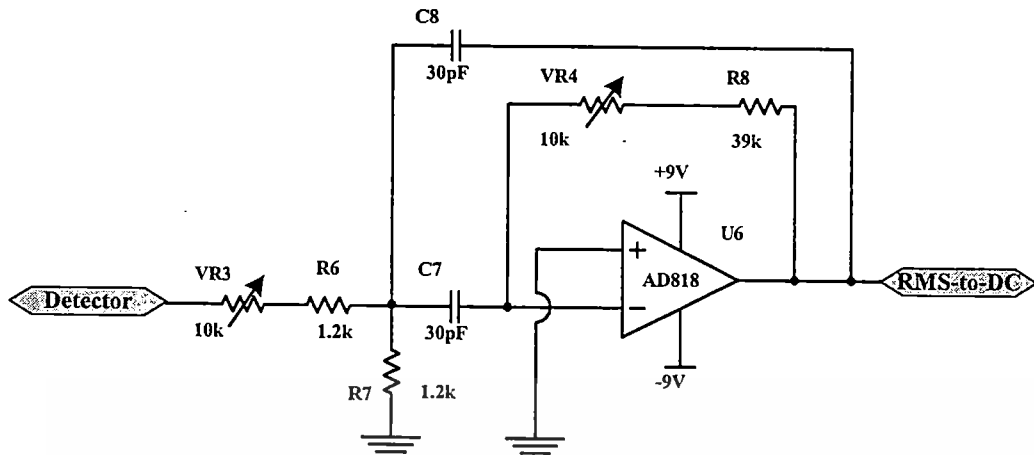 C8
30pF
VR4
R8
10k
39k
+9V
U6
+
AD818
−
-9V
VR3
R6
C7
Detector
10k
1.2k
30pF
RMS-to-DC
R7
1.2k